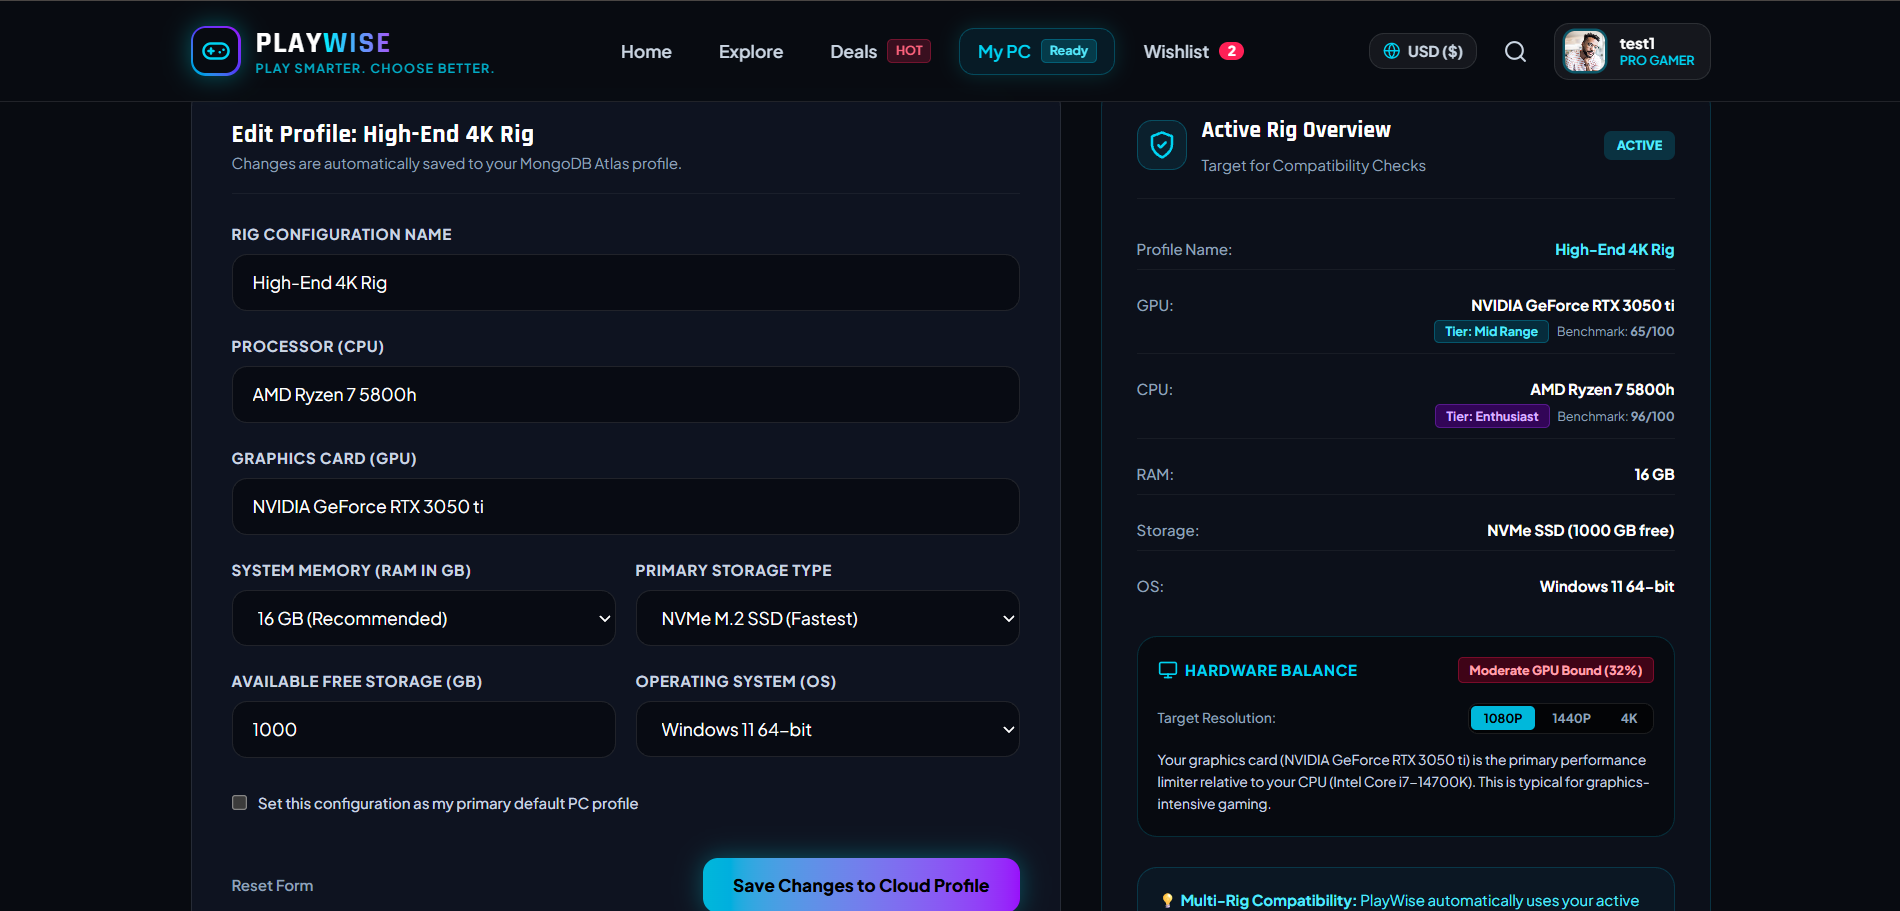 PLAYWISE
PLAY SMARTER. CHOOSE BETTER.
Home
Explore
Deals HOT
My PC Ready
Wishlist 2
USD ($)
test1
PRO GAMER
Edit Profile: High-End 4K Rig
Changes are automatically saved to your MongoDB Atlas profile.
RIG CONFIGURATION NAME
High-End 4K Rig
PROCESSOR (CPU)
AMD Ryzen 7 5800h
GRAPHICS CARD (GPU)
NVIDIA GeForce RTX 3050 ti
SYSTEM MEMORY (RAM IN GB)
16 GB (Recommended)
PRIMARY STORAGE TYPE
NVMe M.2 SSD (Fastest)
AVAILABLE FREE STORAGE (GB)
1000
OPERATING SYSTEM (OS)
Windows 11 64-bit
Set this configuration as my primary default PC profile
Reset Form
Save Changes to Cloud Profile
Active Rig Overview
Target for Compatibility Checks
ACTIVE
Profile Name: High-End 4K Rig
GPU: NVIDIA GeForce RTX 3050 ti
Tier: Mid Range Benchmark: 65/100
CPU: AMD Ryzen 7 5800h
Tier: Enthusiast Benchmark: 96/100
RAM: 16 GB
Storage: NVMe SSD (1000 GB free)
OS: Windows 11 64-bit
HARDWARE BALANCE Moderate GPU Bound (32%)
Target Resolution: 1080P 1440P 4K
Your graphics card (NVIDIA GeForce RTX 3050 ti) is the primary performance
limiter relative to your CPU (Intel Core i7-14700K). This is typical for graphics-
intensive gaming.
Multi-Rig Compatibility: PlayWise automatically uses your active